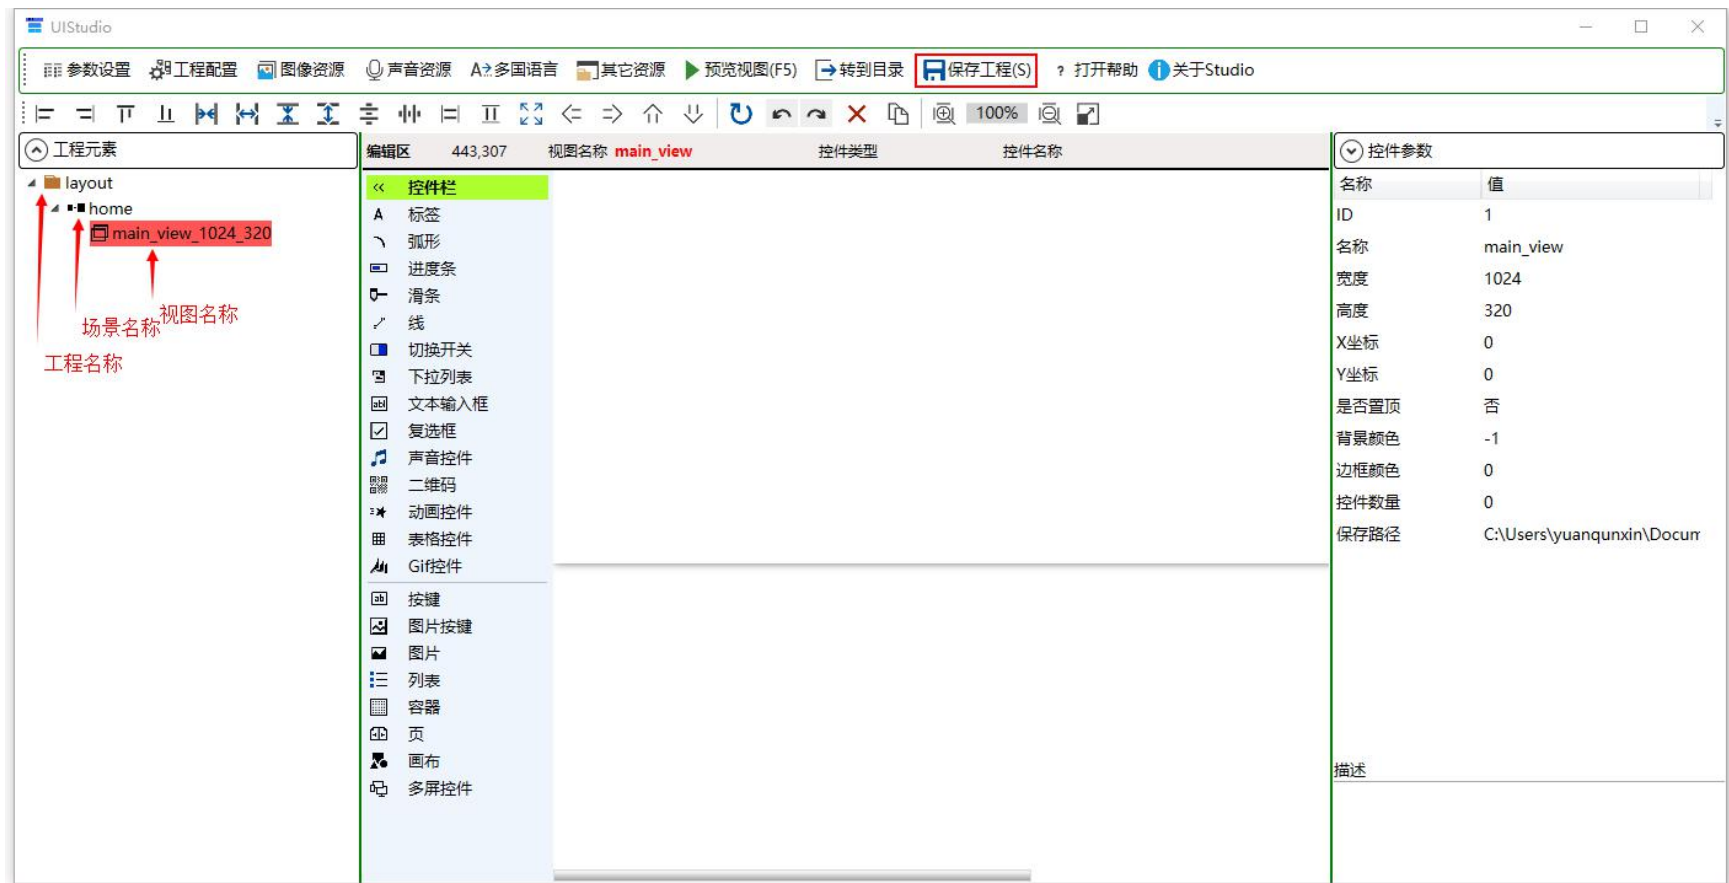 UIStudio
参数设置 工程配置 图像资源 声音资源 多国语言 其它资源 预览视图(F5) 转到目录 保存工程(S) ? 打开帮助 关于Studio
100%
工程元素
layout
home
main_view_1024_320
视图名称
场景名称
工程名称
编辑区 443,307 视图名称 main_view 控件类型 控件名称
控件栏
标签
弧形
进度条
滑条
线
切换开关
下拉列表
文本输入框
复选框
声音控件
二维码
动画控件
表格控件
Gif控件
按键
图片按键
图片
列表
容器
页
画布
多屏控件
控件参数
名称 值
ID 1
名称 main_view
宽度 1024
高度 320
X坐标 0
Y坐标 0
是否置顶 否
背景颜色 -1
边框颜色 0
控件数量 0
保存路径 C:\Users\yuanqunxin\Docum
描述